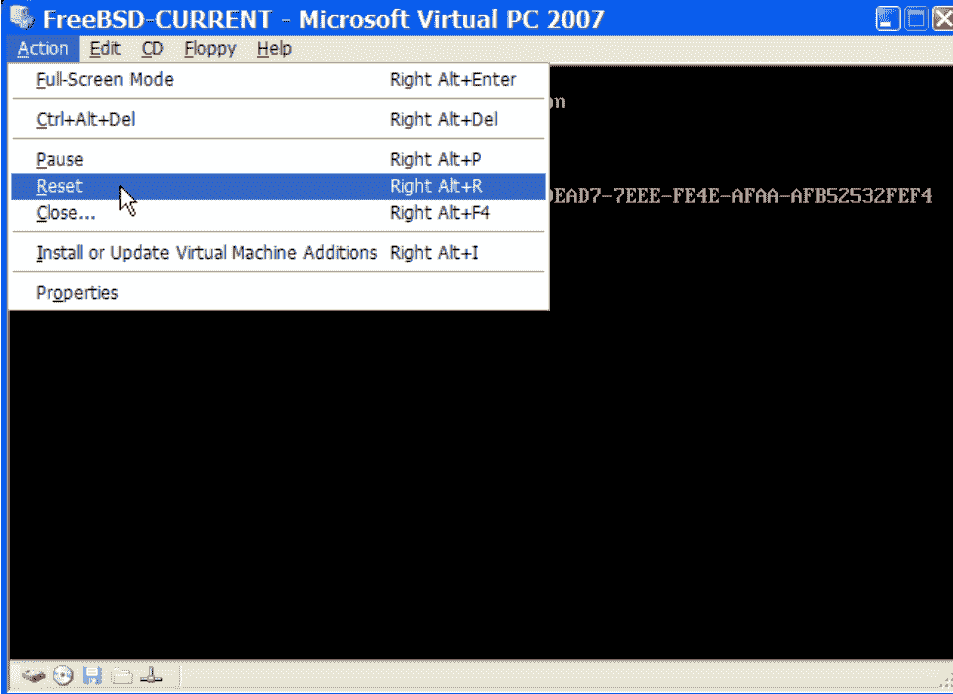 FreeBSD-CURRENT - Microsoft Virtual PC 2007
Action Edit CD Floppy Help
Full-Screen Mode Right Alt+Enter
Ctrl+Alt+Del Right Alt+Del
Pause Right Alt+P
Reset Right Alt+R
Close... Right Alt+F4
Install or Update Virtual Machine Additions Right Alt+I
Properties
EAD7-7EEE-FE4E-AFAA-AFB52532FEF4